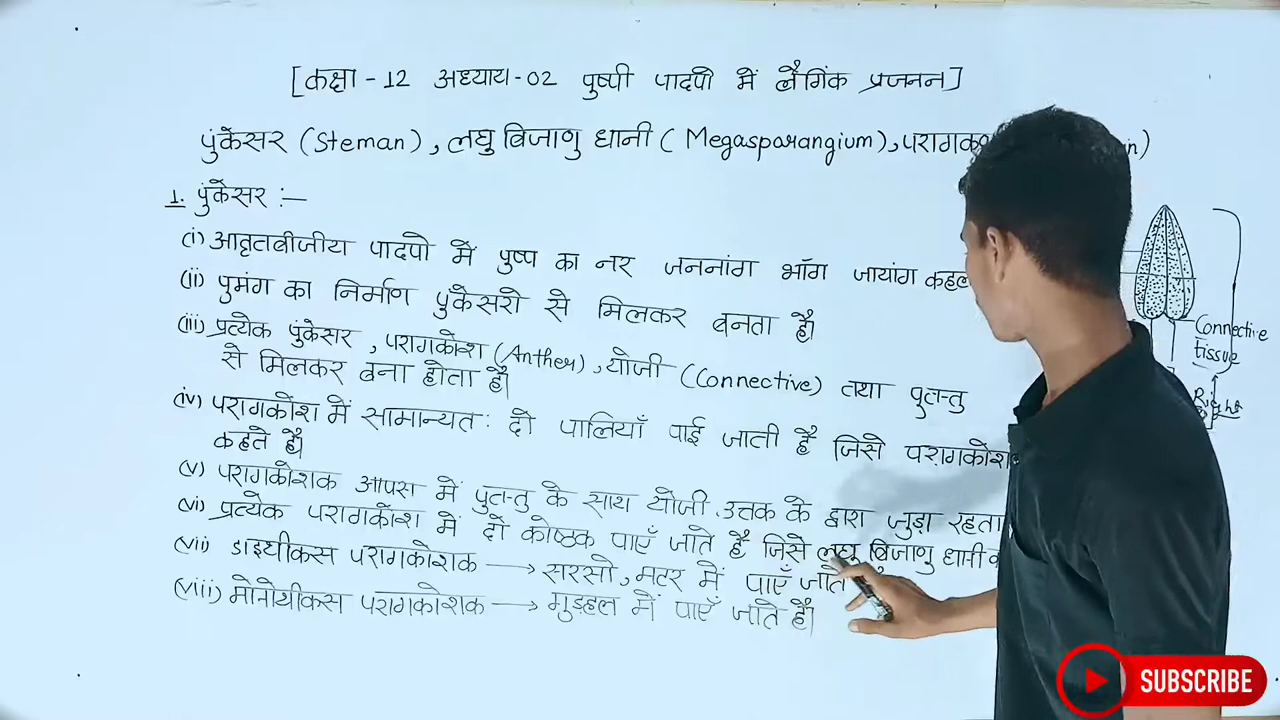 [कक्षा - 12 अध्याय - 02 पुष्पी पादपो में लैगिंक प्रजनन]
पुंकेसर (Steman), लघु बिजाणु धानी (Megasparangium), परागक
1. पुंकेसर :—
(i) आवृतबीजीय पादपो में पुष्प का नर जननांग भॉग जायांग कहल
(ii) पुमंग का निर्माण पुंकेसरो से मिलकर बनता है।
(iii) प्रत्येक पुंकेसर, परागकोश (Anther), योजी (Connective) तथा पुतन्तु
से मिलकर बना होता है।
(iv) परागकोश में सामान्यत: दो पालियाँ पाई जाती है जिसे परागकोश
कहते है।
(v) परागकोशक आपस में पुतन्तु के साथ योजी उत्तक के द्वारा जुड़ा रहता
(vi) प्रत्येक परागकोश में दो कोष्ठक पाएँ जाते है जिसे लघु बिजाणु धानी क
(vii) डाइथीकस परागकोशक → सरसो, मटर में पाएँ जाते
(viii) मोनोथीकस परागकोशक → गुडहल में पाएँ जाते है।
Connective
tissue
SUBSCRIBE